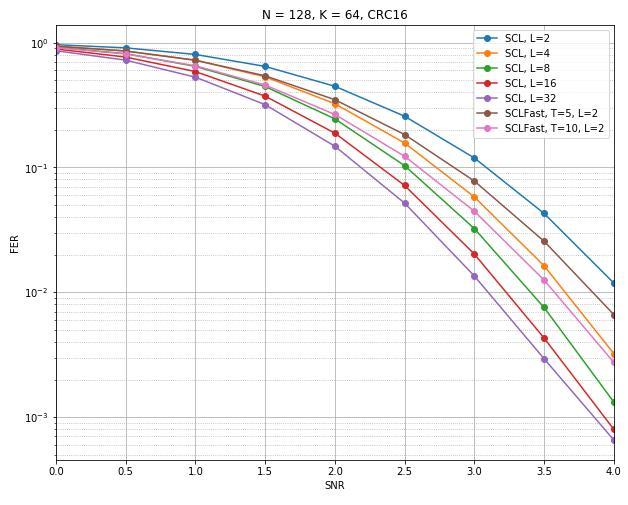 N = 128, K = 64, CRC16
SCL, L=2
SCL, L=4
SCL, L=8
SCL, L=16
SCL, L=32
SCLFast, T=5, L=2
SCLFast, T=10, L=2
10⁰
10⁻¹
10⁻²
10⁻³
FER
0.0 0.5 1.0 1.5 2.0 2.5 3.0 3.5 4.0
SNR